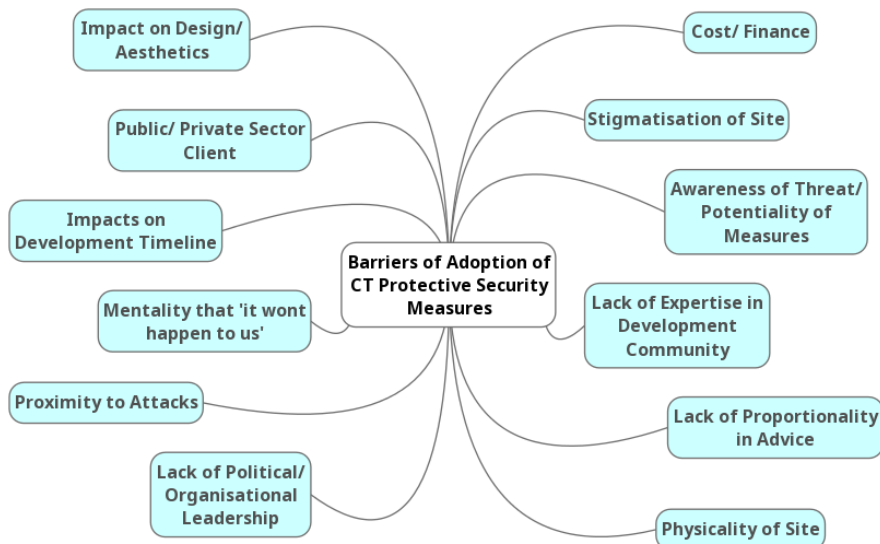 Impact on Design/
Aesthetics
Public/ Private Sector
Client
Impacts on
Development Timeline
Mentality that 'it wont
happen to us'
Proximity to Attacks
Lack of Political/
Organisational
Leadership
Barriers of Adoption of
CT Protective Security
Measures
Cost/ Finance
Stigmatisation of Site
Awareness of Threat/
Potentiality of
Measures
Lack of Expertise in
Development
Community
Lack of Proportionality
in Advice
Physicality of Site